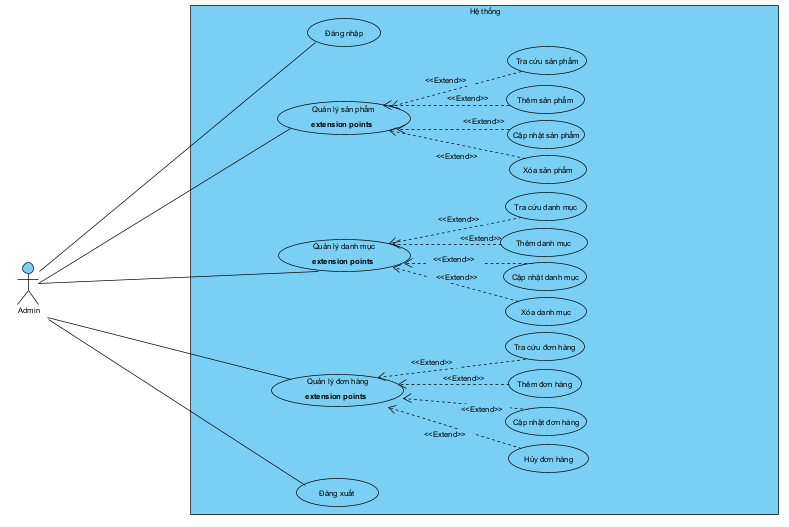 Hệ thống
Đăng nhập
Tra cứu sản phẩm
<<Extend>>
Thêm sản phẩm
<<Extend>>
Quản lý sản phẩm
extension points
<<Extend>>
Cập nhật sản phẩm
<<Extend>>
Xóa sản phẩm
Tra cứu danh mục
<<Extend>>
Thêm danh mục
<<Extend>>
Quản lý danh mục
extension points
<<Extend>>
Cập nhật danh mục
<<Extend>>
Xóa danh mục
Admin
Tra cứu đơn hàng
<<Extend>>
Thêm đơn hàng
<<Extend>>
Quản lý đơn hàng
extension points
<<Extend>>
Cập nhật đơn hàng
<<Extend>>
Hủy đơn hàng
Đăng xuất